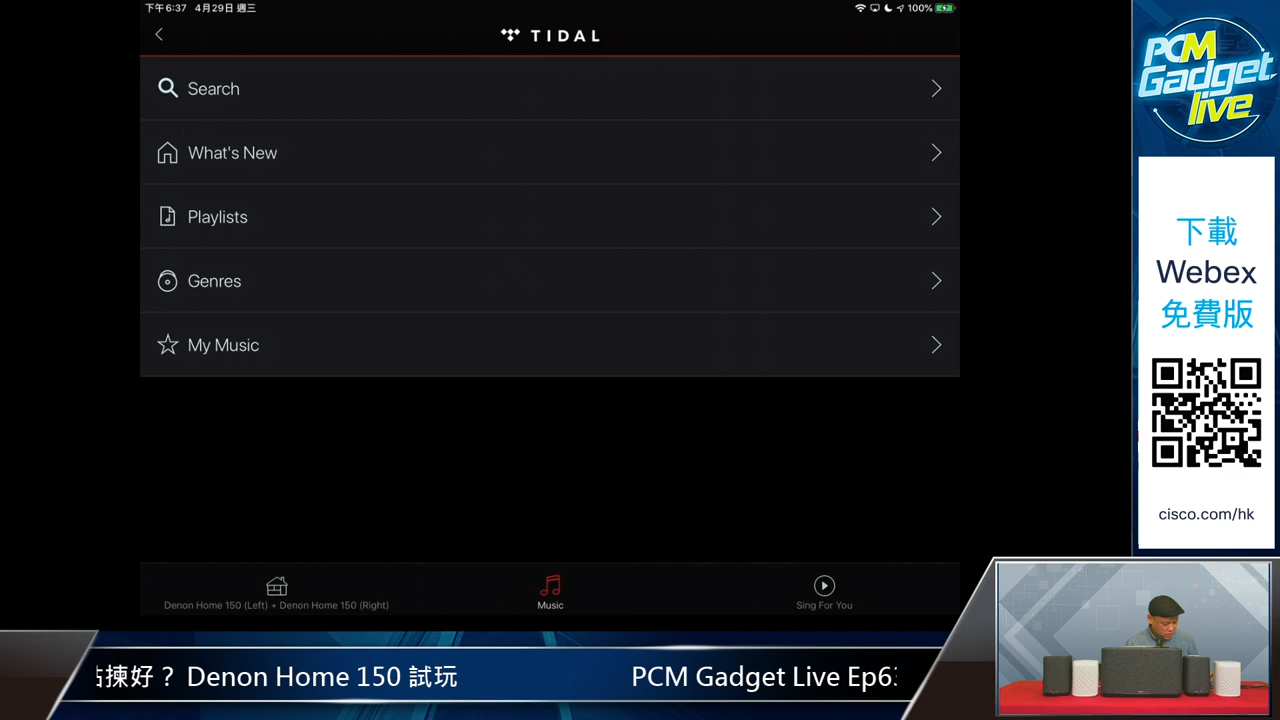 下午6:37 4月29日 週三
100%
TIDAL
Search
What's New
Playlists
Genres
My Music
Denon Home 150 (Left) + Denon Home 150 (Right)
Music
Sing For You
PCM
Gadget
live
下載
Webex
免費版
cisco.com/hk
揀好？ Denon Home 150 試玩
PCM Gadget Live Ep6